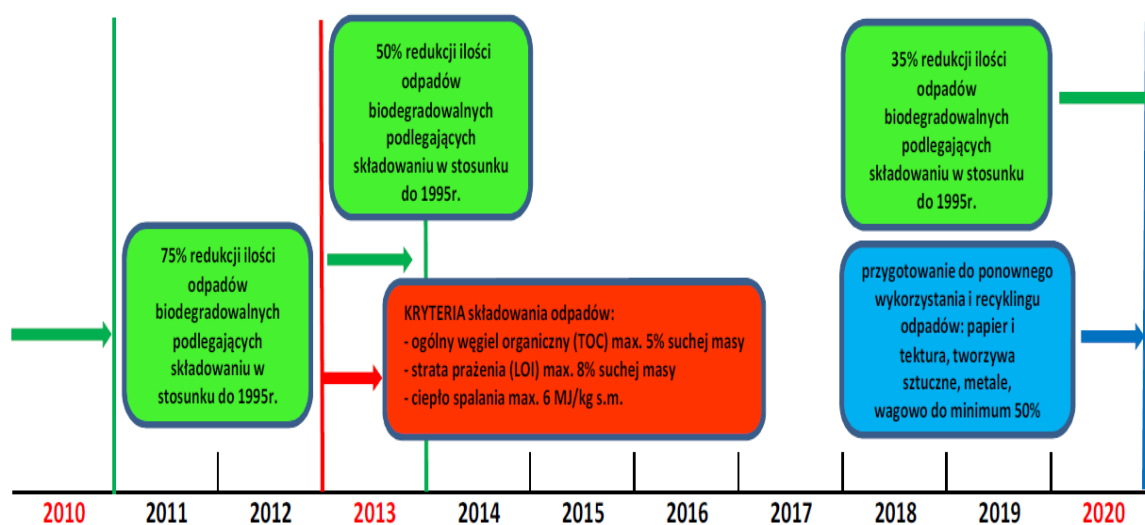 50% redukcji ilości
odpadów
biodegradowalnych
podlegających
składowaniu w stosunku
do 1995r.
35% redukcji ilości
odpadów
biodegradowalnych
podlegających
składowaniu w stosunku
do 1995r.
75% redukcji ilości
odpadów
biodegradowalnych
podlegających
składowaniu w
stosunku do 1995r.
KRYTERIA składowania odpadów:
- ogólny węgiel organiczny (TOC) max. 5% suchej masy
- strata prażenia (LOI) max. 8% suchej masy
- ciepło spalania max. 6 MJ/kg s.m.
przygotowanie do ponownego
wykorzystania i recyklingu
odpadów: papier i
tektura, tworzywa
sztuczne, metale,
wagowo do minimum 50%
2010 2011 2012 2013 2014 2015 2016 2017 2018 2019 2020